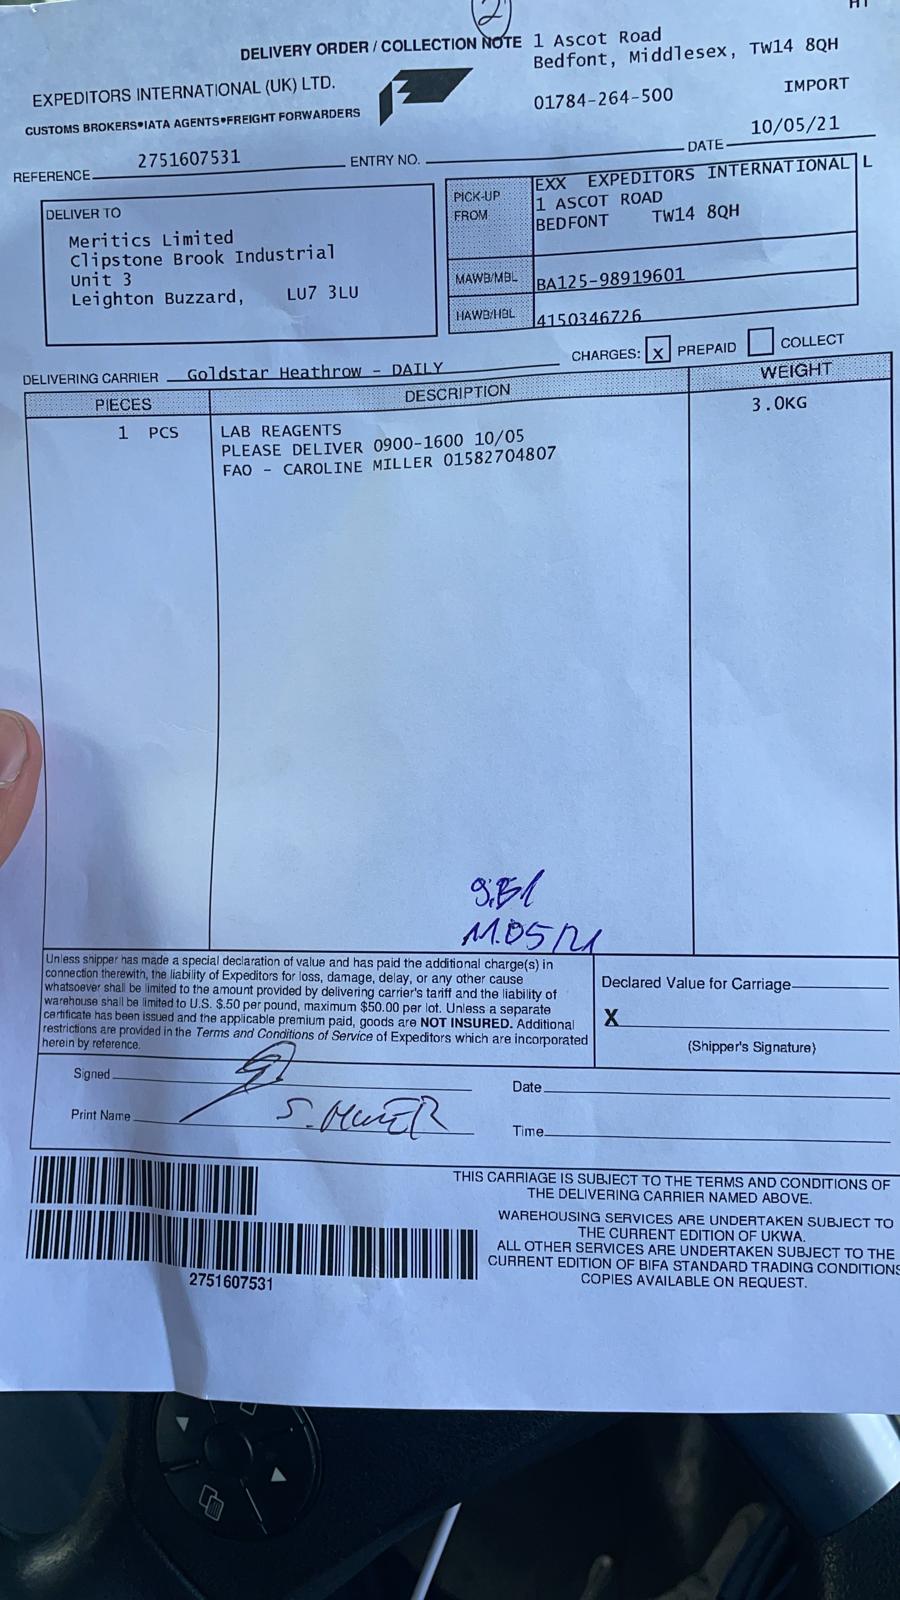 2
HT
DELIVERY ORDER / COLLECTION NOTE
1 Ascot Road
Bedfont, Middlesex, TW14 8QH
EXPEDITORS INTERNATIONAL (UK) LTD.
CUSTOMS BROKERS•IATA AGENTS•FREIGHT FORWARDERS
01784-264-500
IMPORT
REFERENCE 2751607531 ENTRY NO. DATE 10/05/21
DELIVER TO
Meritics Limited
Clipstone Brook Industrial
Unit 3
Leighton Buzzard, LU7 3LU
PICK-UP FROM
EXX EXPEDITORS INTERNATIONAL L
1 ASCOT ROAD
BEDFONT TW14 8QH
MAWB/MBL BA125-98919601
HAWB/HBL 4150346726
DELIVERING CARRIER Goldstar Heathrow - DAILY
CHARGES: X PREPAID COLLECT
PIECES DESCRIPTION WEIGHT
1 PCS LAB REAGENTS 3.0KG
PLEASE DELIVER 0900-1600 10/05
FAO - CAROLINE MILLER 01582704807
11.05/21
Unless shipper has made a special declaration of value and has paid the additional charge(s) in
connection therewith, the liability of Expeditors for loss, damage, delay, or any other cause
whatsoever shall be limited to the amount provided by delivering carrier's tariff and the liability of
warehouse shall be limited to U.S. $.50 per pound, maximum $50.00 per lot. Unless a separate
certificate has been issued and the applicable premium paid, goods are NOT INSURED. Additional
restrictions are provided in the Terms and Conditions of Service of Expeditors which are incorporated
herein by reference.
Declared Value for Carriage
X
(Shipper's Signature)
Signed
Date
Print Name
Time
THIS CARRIAGE IS SUBJECT TO THE TERMS AND CONDITIONS OF
THE DELIVERING CARRIER NAMED ABOVE.
WAREHOUSING SERVICES ARE UNDERTAKEN SUBJECT TO
THE CURRENT EDITION OF UKWA.
ALL OTHER SERVICES ARE UNDERTAKEN SUBJECT TO THE
CURRENT EDITION OF BIFA STANDARD TRADING CONDITIONS
COPIES AVAILABLE ON REQUEST.
2751607531